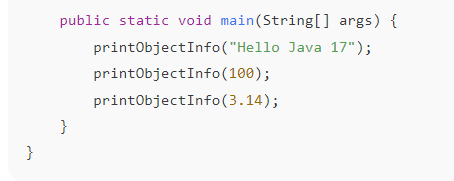 public static void main(String[] args) {
printObjectInfo("Hello Java 17");
printObjectInfo(100);
printObjectInfo(3.14);
}
}